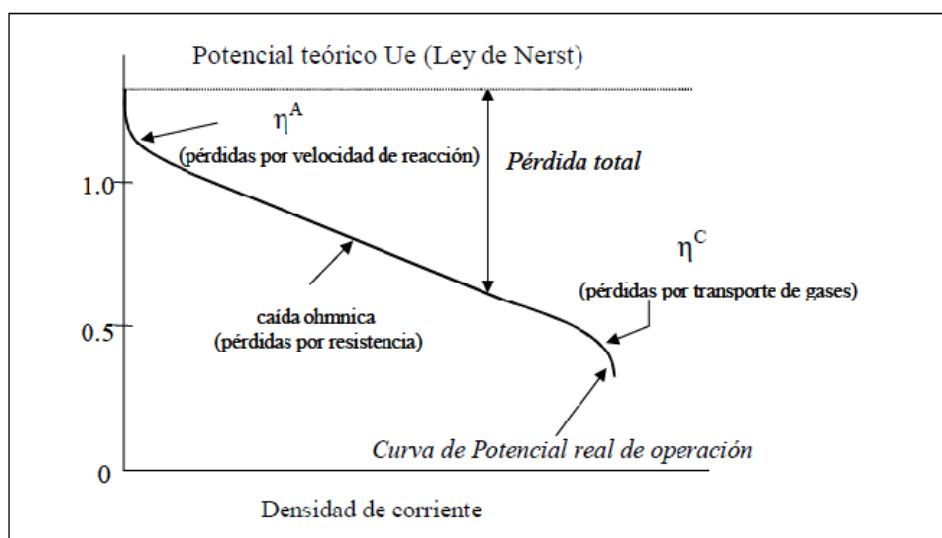 Potencial teórico Ue (Ley de Nerst)
η^A
(pérdidas por velocidad de reacción)
Pérdida total
1.0
η^C
(pérdidas por transporte de gases)
caída ohmnica
(pérdidas por resistencia)
0.5
Curva de Potencial real de operación
0
Densidad de corriente